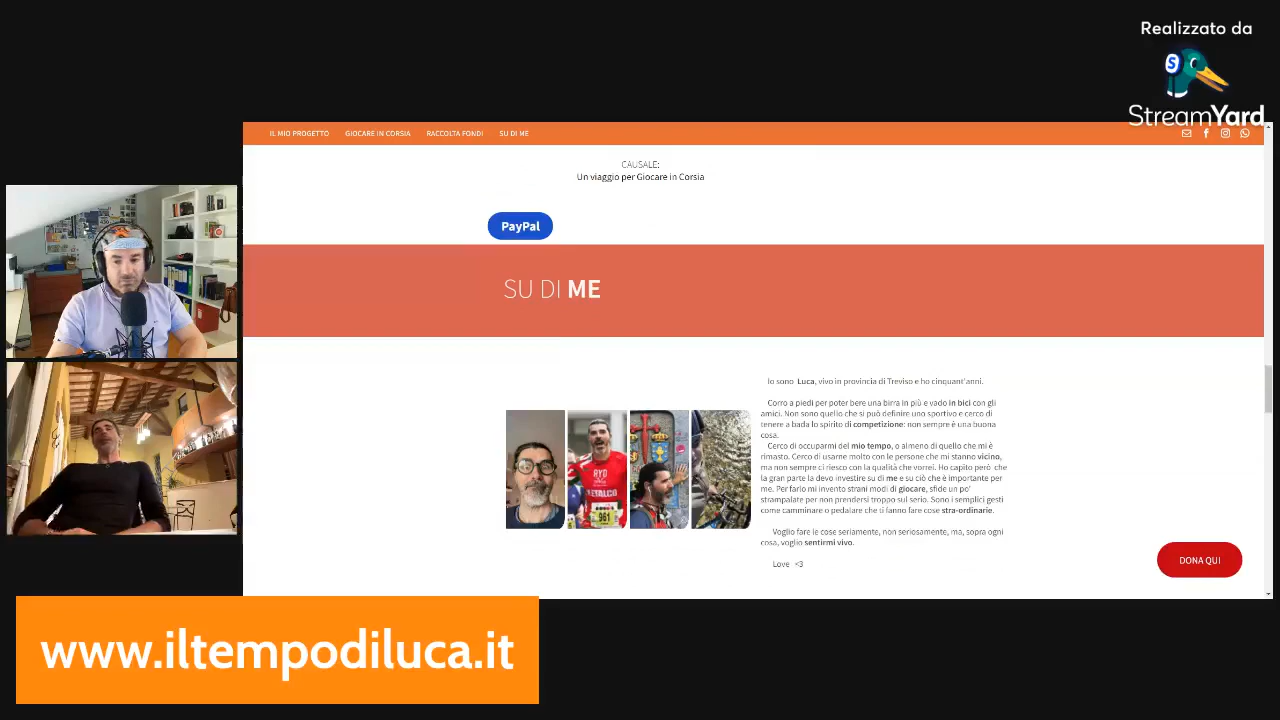 Realizzato da
StreamYard
IL MIO PROGETTO GIOCARE IN CORSIA RACCOLTA FONDI SU DI ME
CAUSALE:
Un viaggio per Giocare in Corsia
PayPal
SU DI ME
Io sono Luca, vivo in provincia di Treviso e ho cinquant'anni.
Corro a piedi per poter bere una birra in più e vado in bici con gli
amici. Non sono quello che si può definire uno sportivo e cerco di
tenere a bada lo spirito di competizione: non sempre è una buona
cosa.
Cerco di occuparmi del mio tempo, o almeno di quello che mi è
rimasto. Cerco di usarne molto con le persone che mi stanno vicino,
ma non sempre ci riesco con la qualità che vorrei. Ho capito però che
la gran parte la devo investire su di me e su ciò che è importante per
me. Per farlo mi invento strani modi di giocare, sfide un po'
strampalate per non prendersi troppo sul serio. Sono i semplici gesti
come camminare o pedalare che ti fanno fare cose stra-ordinarie.
Voglio fare le cose seriamente, non seriosamente, ma, sopra ogni
cosa, voglio sentirmi vivo.
Love <3
961
DONA QUI
www.iltempodiluca.it